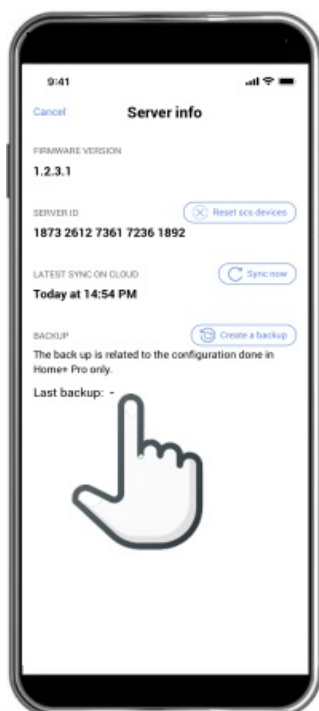 9:41
Cancel Server info
FIRMWARE VERSION
1.2.3.1
SERVER ID Reset scs devices
1873 2612 7361 7236 1892
LATEST SYNC ON CLOUD Sync now
Today at 14:54 PM
BACKUP Create a backup
The back up is related to the configuration done in
Home+ Pro only.
Last backup: -